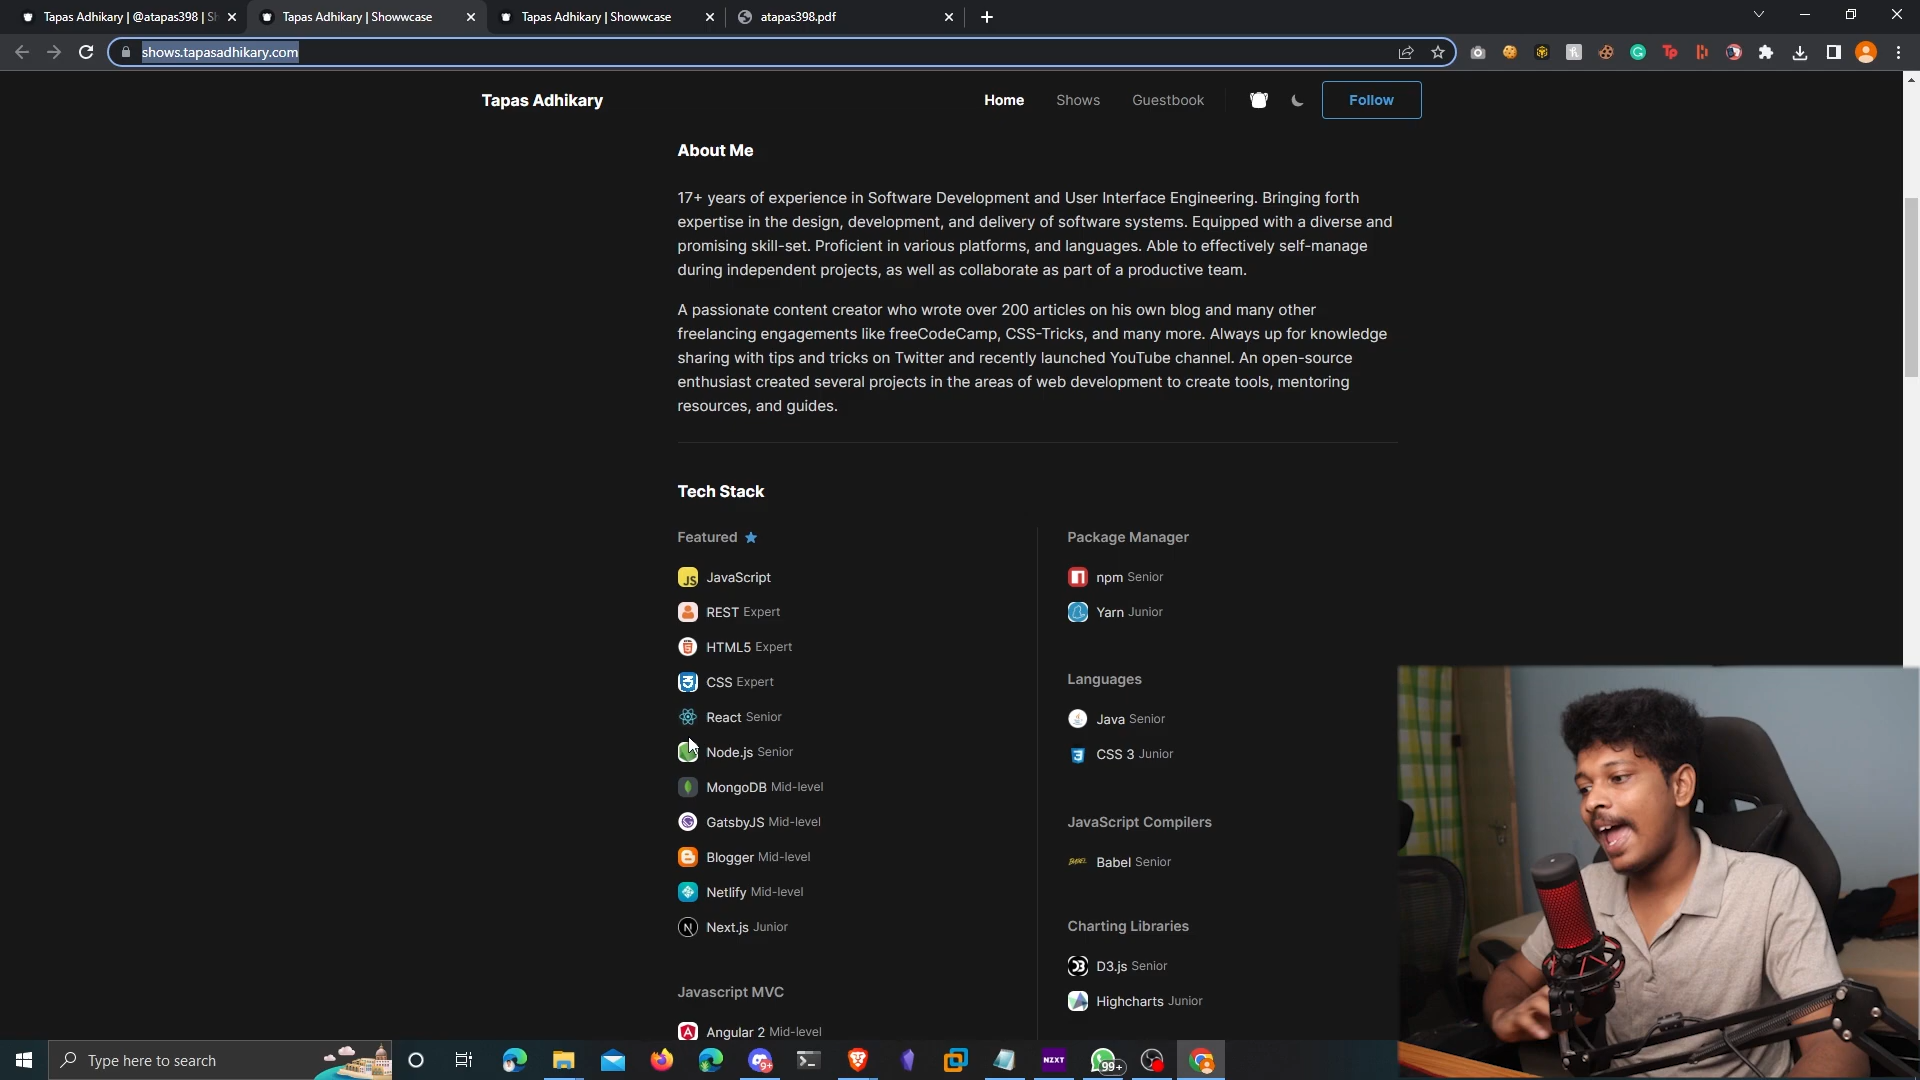 Tapas Adhikary | @atapas398 | Sh
Tapas Adhikary | Showwcase
Tapas Adhikary | Showwcase
atapas398.pdf
shows.tapasadhikary.com
Tapas Adhikary
Home
Shows
Guestbook
Follow
About Me
17+ years of experience in Software Development and User Interface Engineering. Bringing forth
expertise in the design, development, and delivery of software systems. Equipped with a diverse and
promising skill-set. Proficient in various platforms, and languages. Able to effectively self-manage
during independent projects, as well as collaborate as part of a productive team.
A passionate content creator who wrote over 200 articles on his own blog and many other
freelancing engagements like freeCodeCamp, CSS-Tricks, and many more. Always up for knowledge
sharing with tips and tricks on Twitter and recently launched YouTube channel. An open-source
enthusiast created several projects in the areas of web development to create tools, mentoring
resources, and guides.
Tech Stack
Featured
JavaScript
REST Expert
HTML5 Expert
CSS Expert
React Senior
Node.js Senior
MongoDB Mid-level
GatsbyJS Mid-level
Blogger Mid-level
Netlify Mid-level
Next.js Junior
Javascript MVC
Angular 2 Mid-level
Package Manager
npm Senior
Yarn Junior
Languages
Java Senior
CSS 3 Junior
JavaScript Compilers
Babel Senior
Charting Libraries
D3.js Senior
Highcharts Junior
Type here to search
NZXT
99+